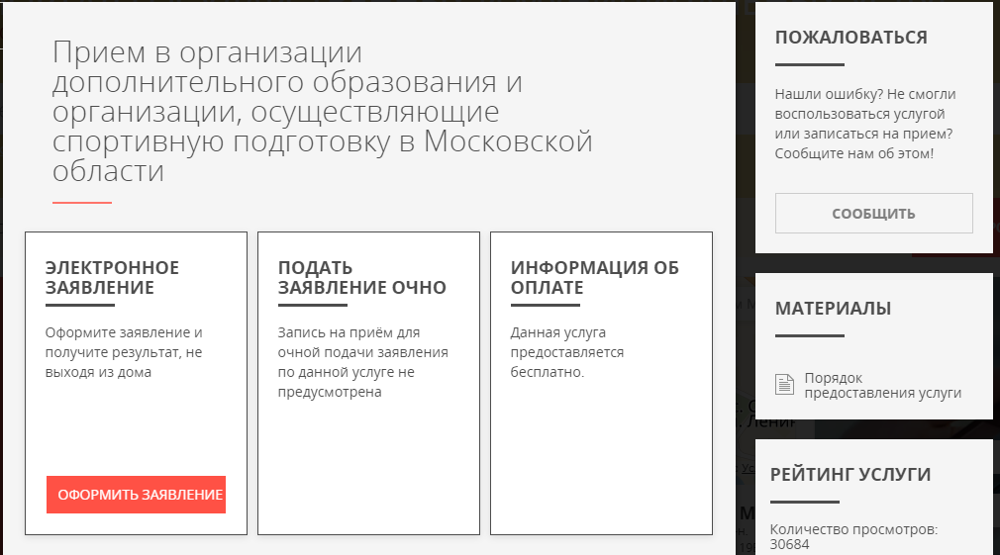 Прием в организации
дополнительного образования и
организации, осуществляющие
спортивную подготовку в Московской
области
ЭЛЕКТРОННОЕ
ЗАЯВЛЕНИЕ
Оформите заявление и
получите результат, не
выходя из дома
ОФОРМИТЬ ЗАЯВЛЕНИЕ
ПОДАТЬ
ЗАЯВЛЕНИЕ ОЧНО
Запись на приём для
очной подачи заявления
по данной услуге не
предусмотрена
ИНФОРМАЦИЯ ОБ
ОПЛАТЕ
Данная услуга
предоставляется
бесплатно.
ПОЖАЛОВАТЬСЯ
Нашли ошибку? Не смогли
воспользоваться услугой
или записаться на прием?
Сообщите нам об этом!
СООБЩИТЬ
МАТЕРИАЛЫ
Порядок
предоставления услуги
РЕЙТИНГ УСЛУГИ
Количество просмотров:
30684